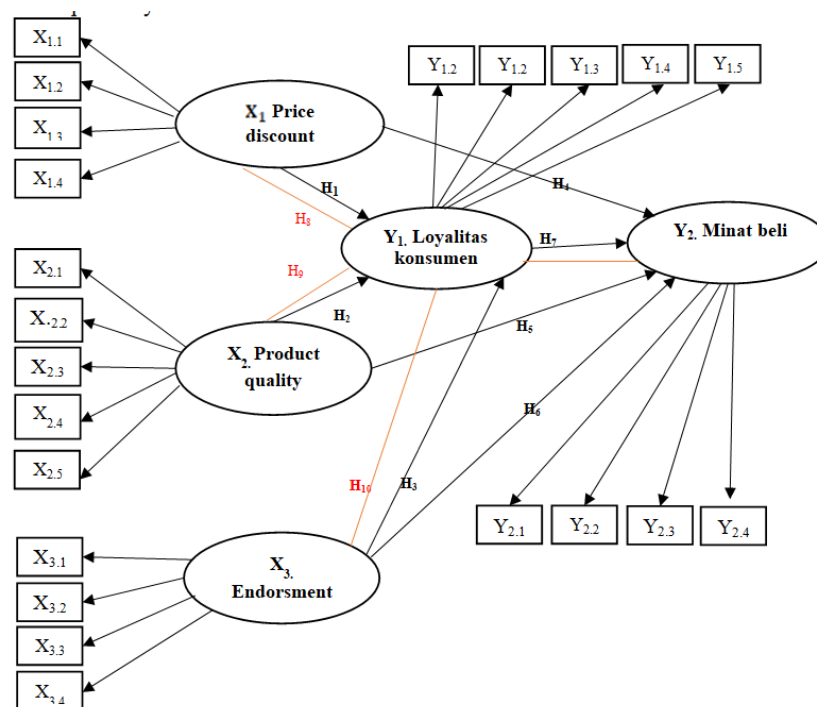 X1.1
X1.2
X1.3
X1.4
X1 Price
discount
Y1.2
Y1.2
Y1.3
Y1.4
Y1.5
H1
H4
H8
Y1. Loyalitas
konsumen
H7
Y2. Minat beli
H9
H2
X2.1
X.2.2
X2.3
X2.4
X2.5
X2. Product
quality
H5
H6
H10
H3
Y2.1
Y2.2
Y2.3
Y2.4
X3.1
X3.2
X3.3
X3.4
X3.
Endorsment